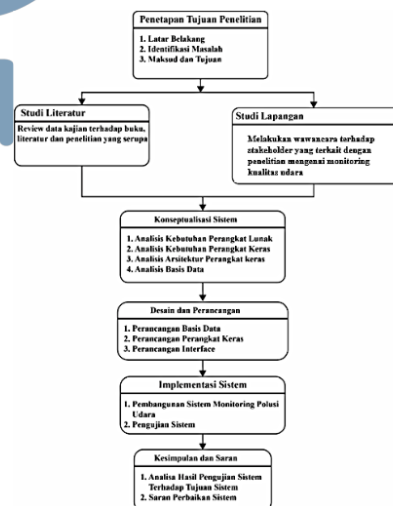 Penetapan Tujuan Penelitian
1. Latar Belakang
2. Identifikasi Masalah
3. Maksud dan Tujuan
Studi Literatur
Review data kajian terhadap buku,
literatur dan penelitian yang serupa
Studi Lapangan
Melakukan wawancara terhadap
stakeholder yang terkait dengan
penelitian mengenai monitoring
kualitas udara
Konseptualisasi Sistem
1. Analisis Kebutuhan Perangkat Lunak
2. Analisis Kebutuhan Perangkat Keras
3. Analisis Arsitektur Perangkat keras
4. Analisis Basis Data
Desain dan Perancangan
1. Perancangan Basis Data
2. Perancangan Perangkat Keras
3. Perancangan Interface
Implementasi Sistem
1. Pembangunan Sistem Monitoring Polusi
Udara
2. Pengujian Sistem
Kesimpulan dan Saran
1. Analisa Hasil Pengujian Sistem
Terhadap Tujuan Sistem
2. Saran Perbaikan Sistem